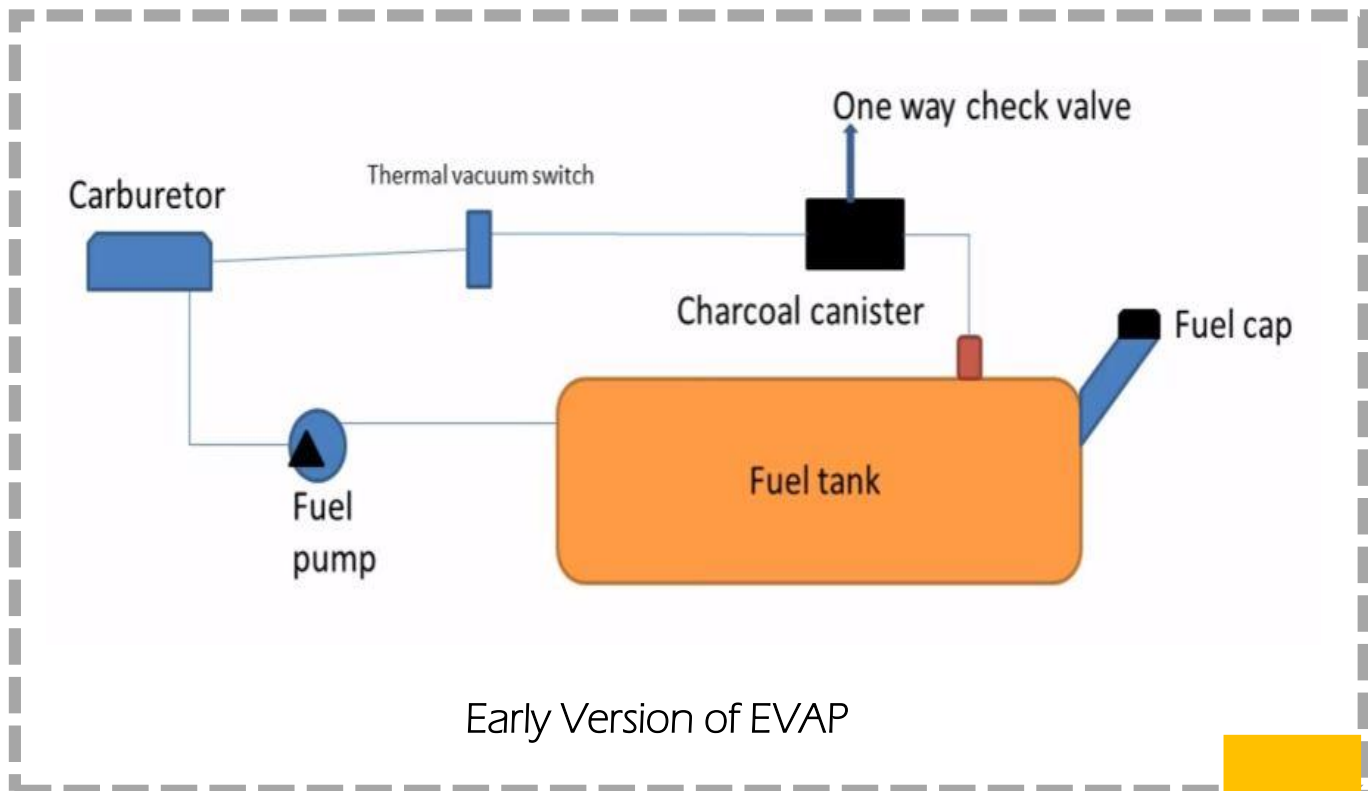 One way check valve
Thermal vacuum switch
Carburetor
Charcoal canister
Fuel cap
Fuel tank
Fuel
pump
Early Version of EVAP